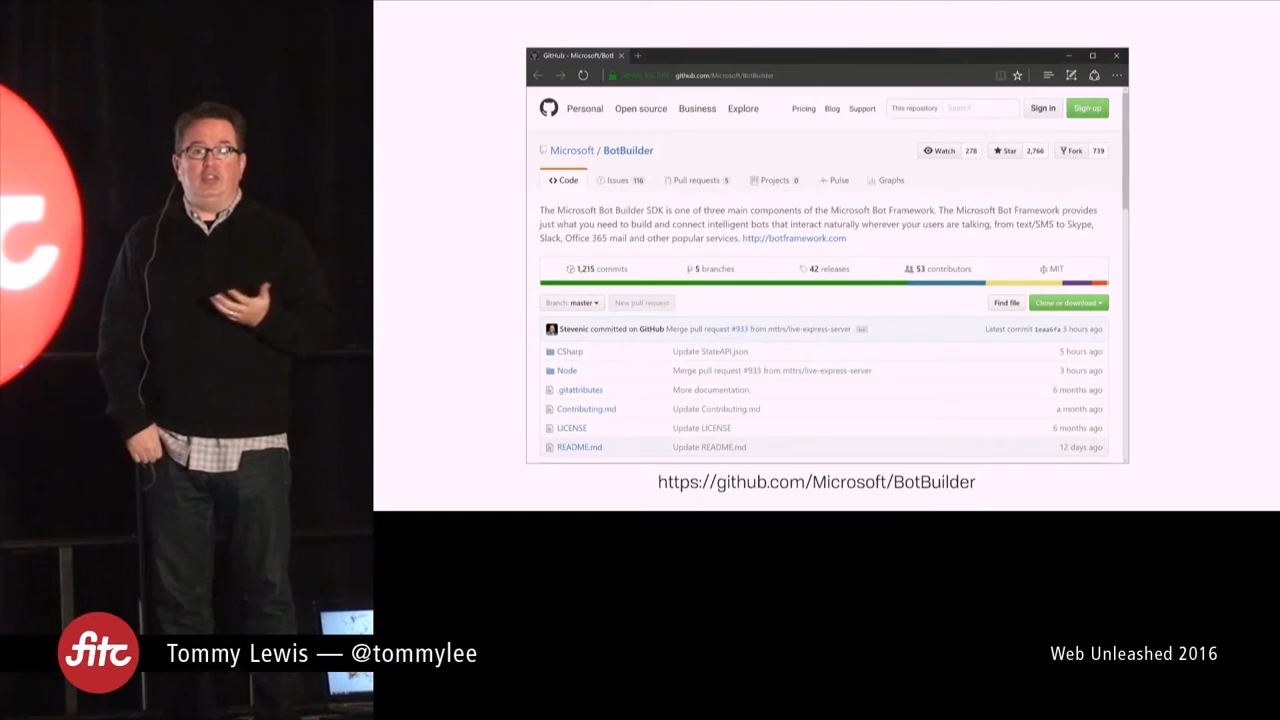 GitHub - Microsoft/Bot
github.com/Microsoft/BotBuilder
Personal Open source Business Explore Pricing Blog Support This repository Search Sign in Sign up
Microsoft / BotBuilder Watch 278 Star 2,766 Fork 739
Code Issues 116 Pull requests 5 Projects 0 Pulse Graphs
The Microsoft Bot Builder SDK is one of three main components of the Microsoft Bot Framework. The Microsoft Bot Framework provides
just what you need to build and connect intelligent bots that interact naturally wherever your users are talking, from text/SMS to Skype,
Slack, Office 365 mail and other popular services. http://botframework.com
1,215 commits 5 branches 42 releases 53 contributors MIT
Branch: master New pull request Find file Clone or download
Stevenic committed on GitHub Merge pull request #933 from mttrs/live-express-server ... Latest commit 1eaa6fa 3 hours ago
CSharp Update StateAPI.json 5 hours ago
Node Merge pull request #933 from mttrs/live-express-server 3 hours ago
.gitattributes More documentation. 6 months ago
Contributing.md Update Contributing.md a month ago
LICENSE Update LICENSE 6 months ago
README.md Update README.md 12 days ago
https://github.com/Microsoft/BotBuilder
fitc Tommy Lewis — @tommylee Web Unleashed 2016